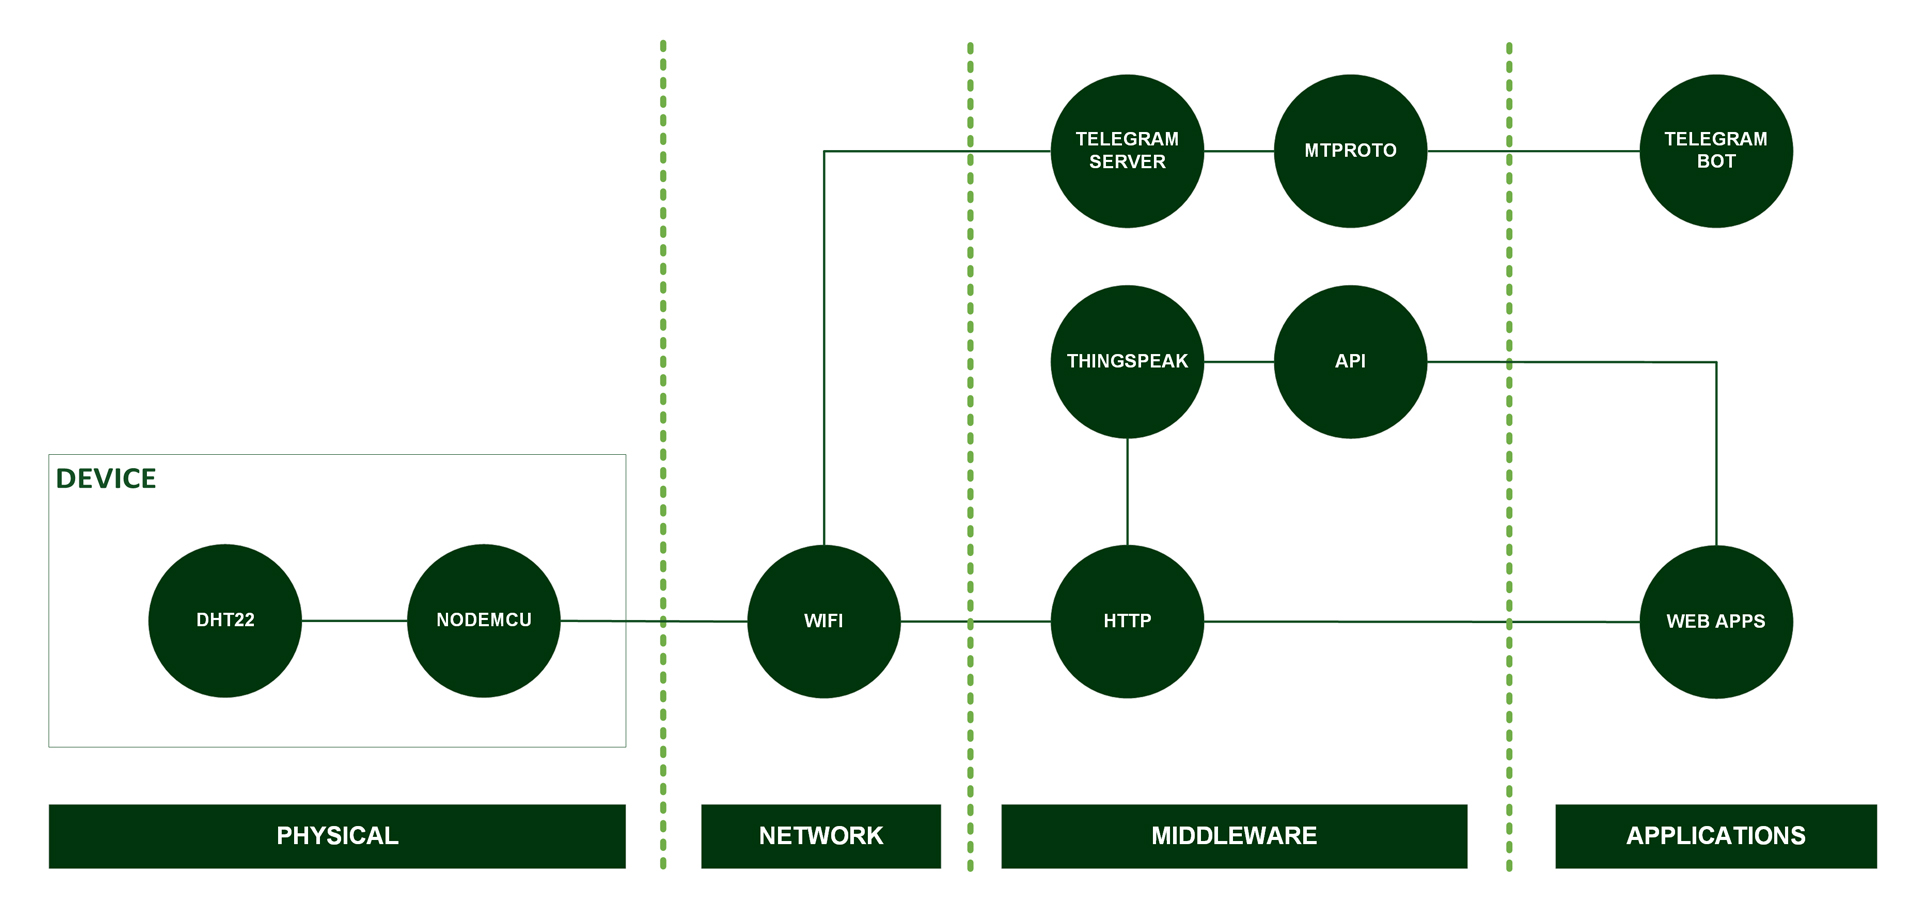 TELEGRAM
SERVER
MTPROTO
TELEGRAM
BOT
THINGSPEAK
API
DEVICE
DHT22
NODEMCU
WIFI
HTTP
WEB APPS
PHYSICAL
NETWORK
MIDDLEWARE
APPLICATIONS